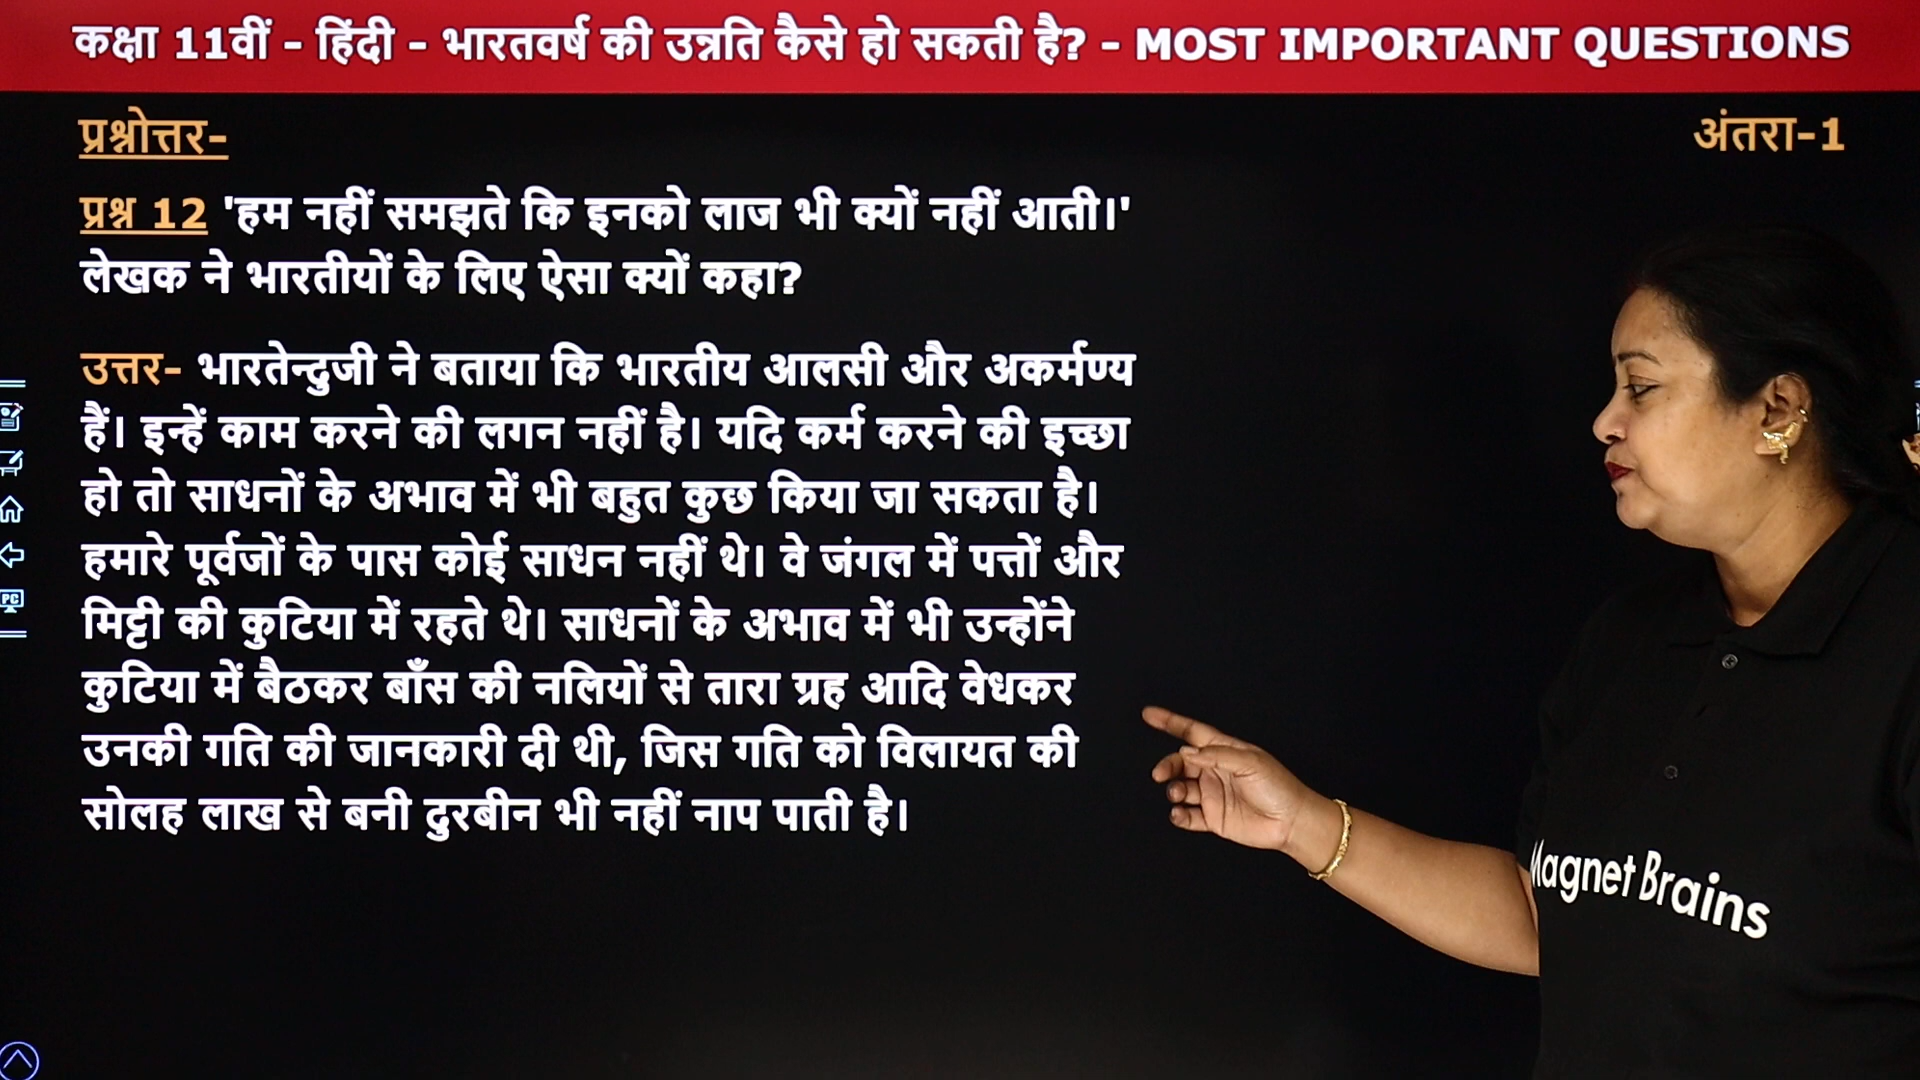 कक्षा 11वीं - हिंदी - भारतवर्ष की उन्नति कैसे हो सकती है? - MOST IMPORTANT QUESTIONS
प्रश्नोत्तर-
अंतरा-1
प्रश्न 12 'हम नहीं समझते कि इनको लाज भी क्यों नहीं आती।'
लेखक ने भारतीयों के लिए ऐसा क्यों कहा?
उत्तर- भारतेन्दुजी ने बताया कि भारतीय आलसी और अकर्मण्य
हैं। इन्हें काम करने की लगन नहीं है। यदि कर्म करने की इच्छा
हो तो साधनों के अभाव में भी बहुत कुछ किया जा सकता है।
हमारे पूर्वजों के पास कोई साधन नहीं थे। वे जंगल में पत्तों और
मिट्टी की कुटिया में रहते थे। साधनों के अभाव में भी उन्होंने
कुटिया में बैठकर बाँस की नलियों से तारा ग्रह आदि वेधकर
उनकी गति की जानकारी दी थी, जिस गति को विलायत की
सोलह लाख से बनी दुरबीन भी नहीं नाप पाती है।
PC
Magnet Brains